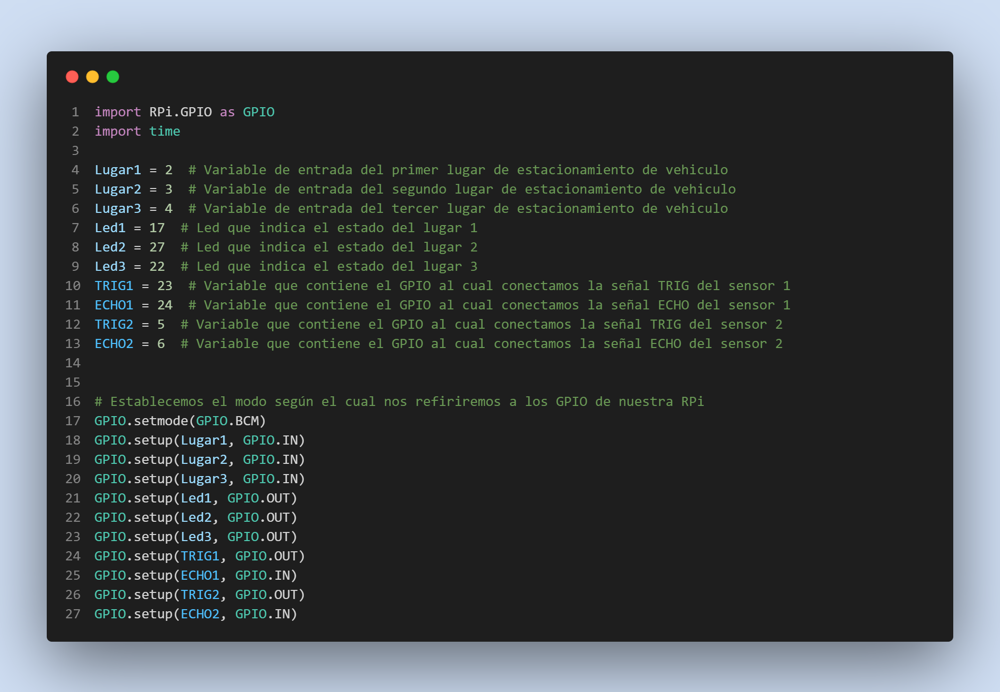 1 import RPi.GPIO as GPIO
2 import time
3
4 Lugar1 = 2  # Variable de entrada del primer lugar de estacionamiento de vehiculo
5 Lugar2 = 3  # Variable de entrada del segundo lugar de estacionamiento de vehiculo
6 Lugar3 = 4  # Variable de entrada del tercer lugar de estacionamiento de vehiculo
7 Led1 = 17  # Led que indica el estado del lugar 1
8 Led2 = 27  # Led que indica el estado del lugar 2
9 Led3 = 22  # Led que indica el estado del lugar 3
10 TRIG1 = 23  # Variable que contiene el GPIO al cual conectamos la señal TRIG del sensor 1
11 ECHO1 = 24  # Variable que contiene el GPIO al cual conectamos la señal ECHO del sensor 1
12 TRIG2 = 5  # Variable que contiene el GPIO al cual conectamos la señal TRIG del sensor 2
13 ECHO2 = 6  # Variable que contiene el GPIO al cual conectamos la señal ECHO del sensor 2
14
15
16 # Establecemos el modo según el cual nos refiriremos a los GPIO de nuestra RPi
17 GPIO.setmode(GPIO.BCM)
18 GPIO.setup(Lugar1, GPIO.IN)
19 GPIO.setup(Lugar2, GPIO.IN)
20 GPIO.setup(Lugar3, GPIO.IN)
21 GPIO.setup(Led1, GPIO.OUT)
22 GPIO.setup(Led2, GPIO.OUT)
23 GPIO.setup(Led3, GPIO.OUT)
24 GPIO.setup(TRIG1, GPIO.OUT)
25 GPIO.setup(ECHO1, GPIO.IN)
26 GPIO.setup(TRIG2, GPIO.OUT)
27 GPIO.setup(ECHO2, GPIO.IN)